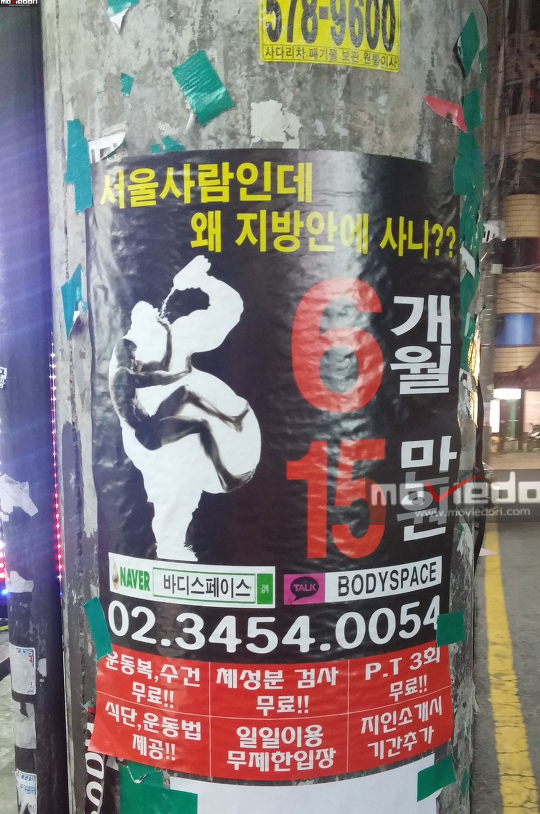 moviedori
578-9600
사다리차 폐기물 보관.원룸이사
서울사람인데
왜 지방안에 사니??
6개월
15만원
moviedori
www.moviedori.com
NAVER 바디스페이스
TALK BODYSPACE
02.3454.0054
운동복,수건
무료!!
체성분 검사
무료!!
P.T 3회
무료!!
식단,운동법
제공!!
일일이용
무제한입장
지인소개시
기간추가